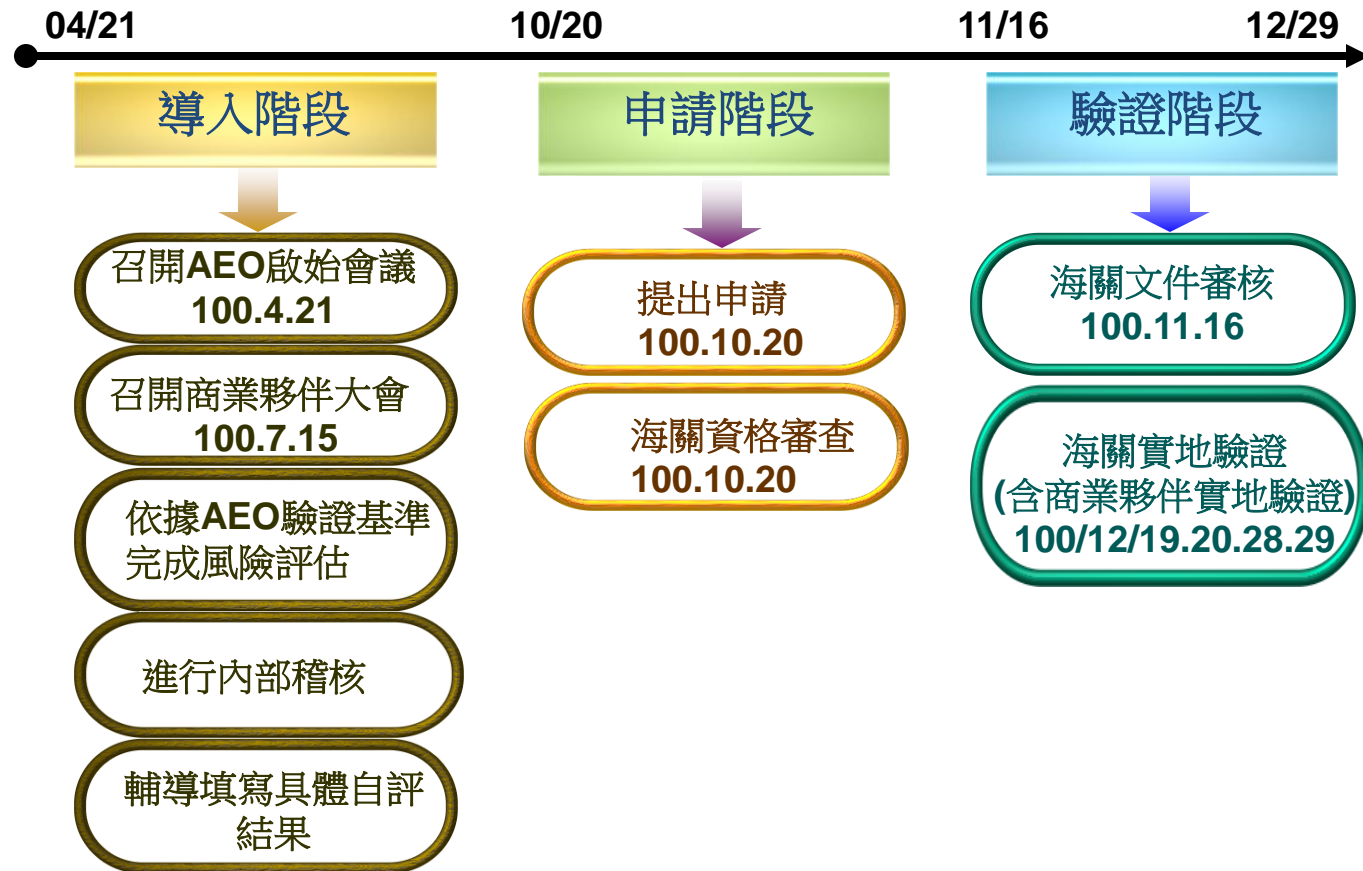 04/21
10/20
11/16
12/29
導入階段
申請階段
驗證階段
召開AEO啟始會議
100.4.21
召開商業夥伴大會
100.7.15
依據AEO驗證基準
完成風險評估
進行內部稽核
輔導填寫具體自評
結果
提出申請
100.10.20
海關資格審查
100.10.20
海關文件審核
100.11.16
海關實地驗證
(含商業夥伴實地驗證)
100/12/19.20.28.29